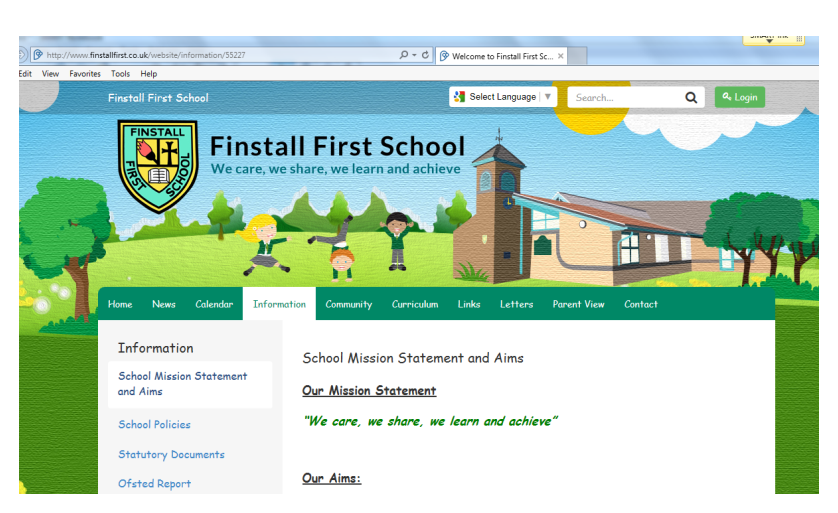 http://www.finstallfirst.co.uk/website/information/55227
Welcome to Finstall First Sc...
Edit View Favorites Tools Help
Finstall First School
Select Language
Search...
Login
FINSTALL
FIRST
SCHOOL
Finstall First School
We care, we share, we learn and achieve
Home News Calendar Information Community Curriculum Links Letters Parent View Contact
Information
School Mission Statement
and Aims
School Policies
Statutory Documents
Ofsted Report
School Mission Statement and Aims
Our Mission Statement
"We care, we share, we learn and achieve"
Our Aims: